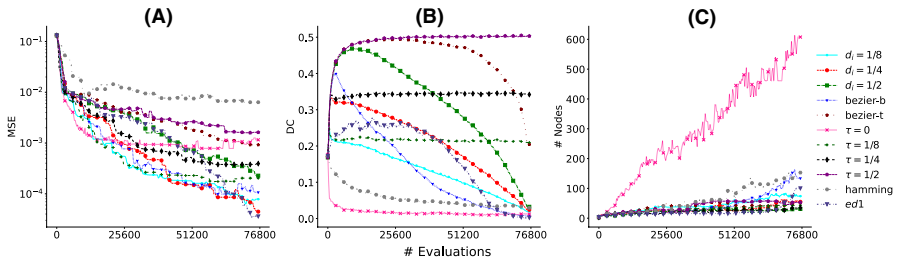 (A)
(B)
(C)
MSE
10⁻¹
10⁻²
10⁻³
10⁻⁴
0
25600
51200
76800
DC
0.5
0.4
0.3
0.2
0.1
0.0
0
25600
51200
76800
# Evaluations
# Nodes
600
500
400
300
200
100
0
0
25600
51200
76800
dᵢ = 1/8
dᵢ = 1/4
dᵢ = 1/2
bezier-b
bezier-t
τ = 0
τ = 1/8
τ = 1/4
τ = 1/2
hamming
ed1